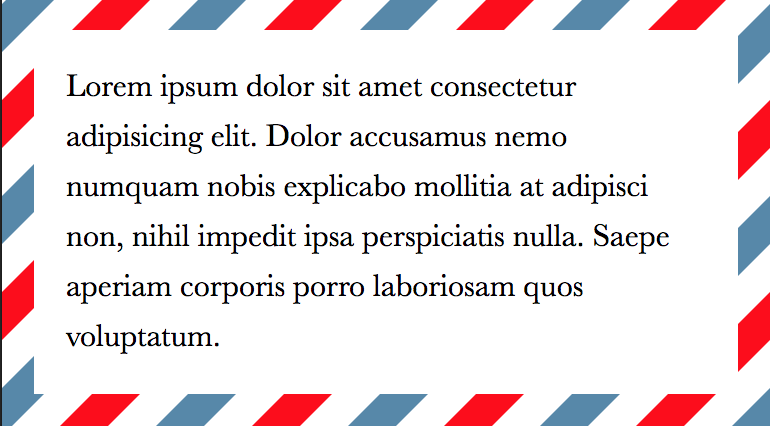 Lorem ipsum dolor sit amet consectetur
adipisicing elit. Dolor accusamus nemo
numquam nobis explicabo mollitia at adipisci
non, nihil impedit ipsa perspiciatis nulla. Saepe
aperiam corporis porro laboriosam quos
voluptatum.